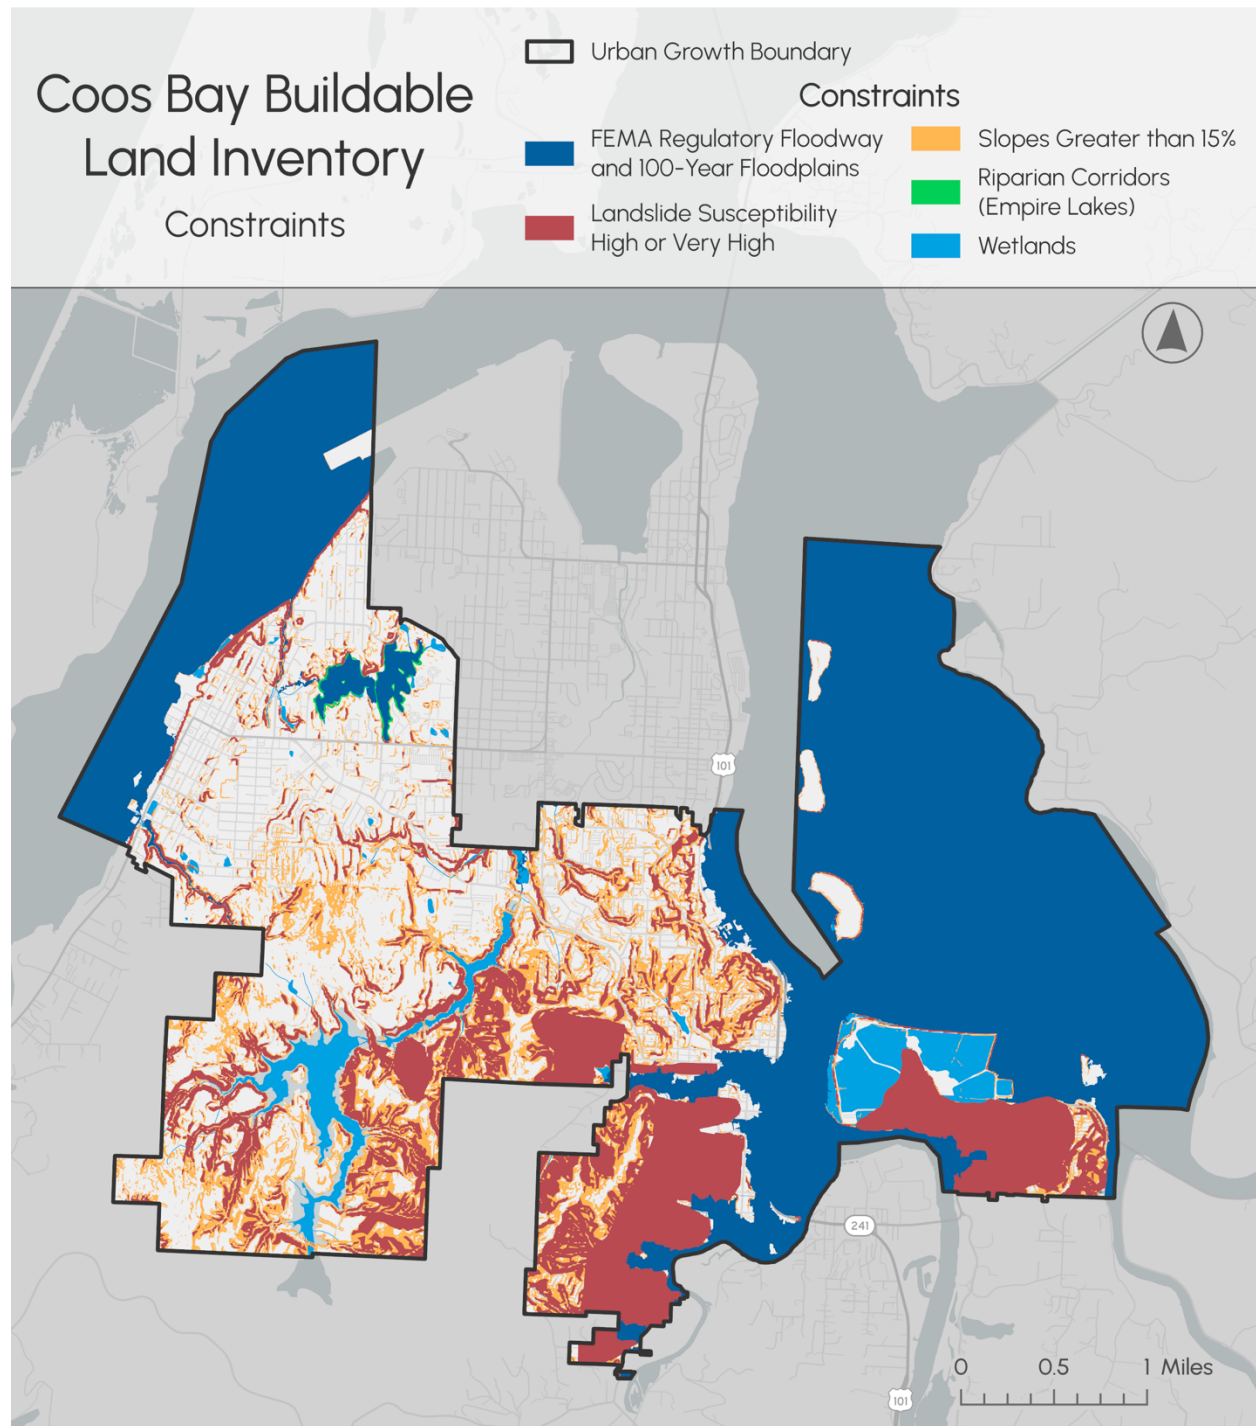 Coos Bay Buildable
Land Inventory
Constraints
Urban Growth Boundary
Constraints
FEMA Regulatory Floodway
and 100-Year Floodplains
Landslide Susceptibility
High or Very High
Slopes Greater than 15%
Riparian Corridors
(Empire Lakes)
Wetlands
101
241
101
0 0.5 1 Miles